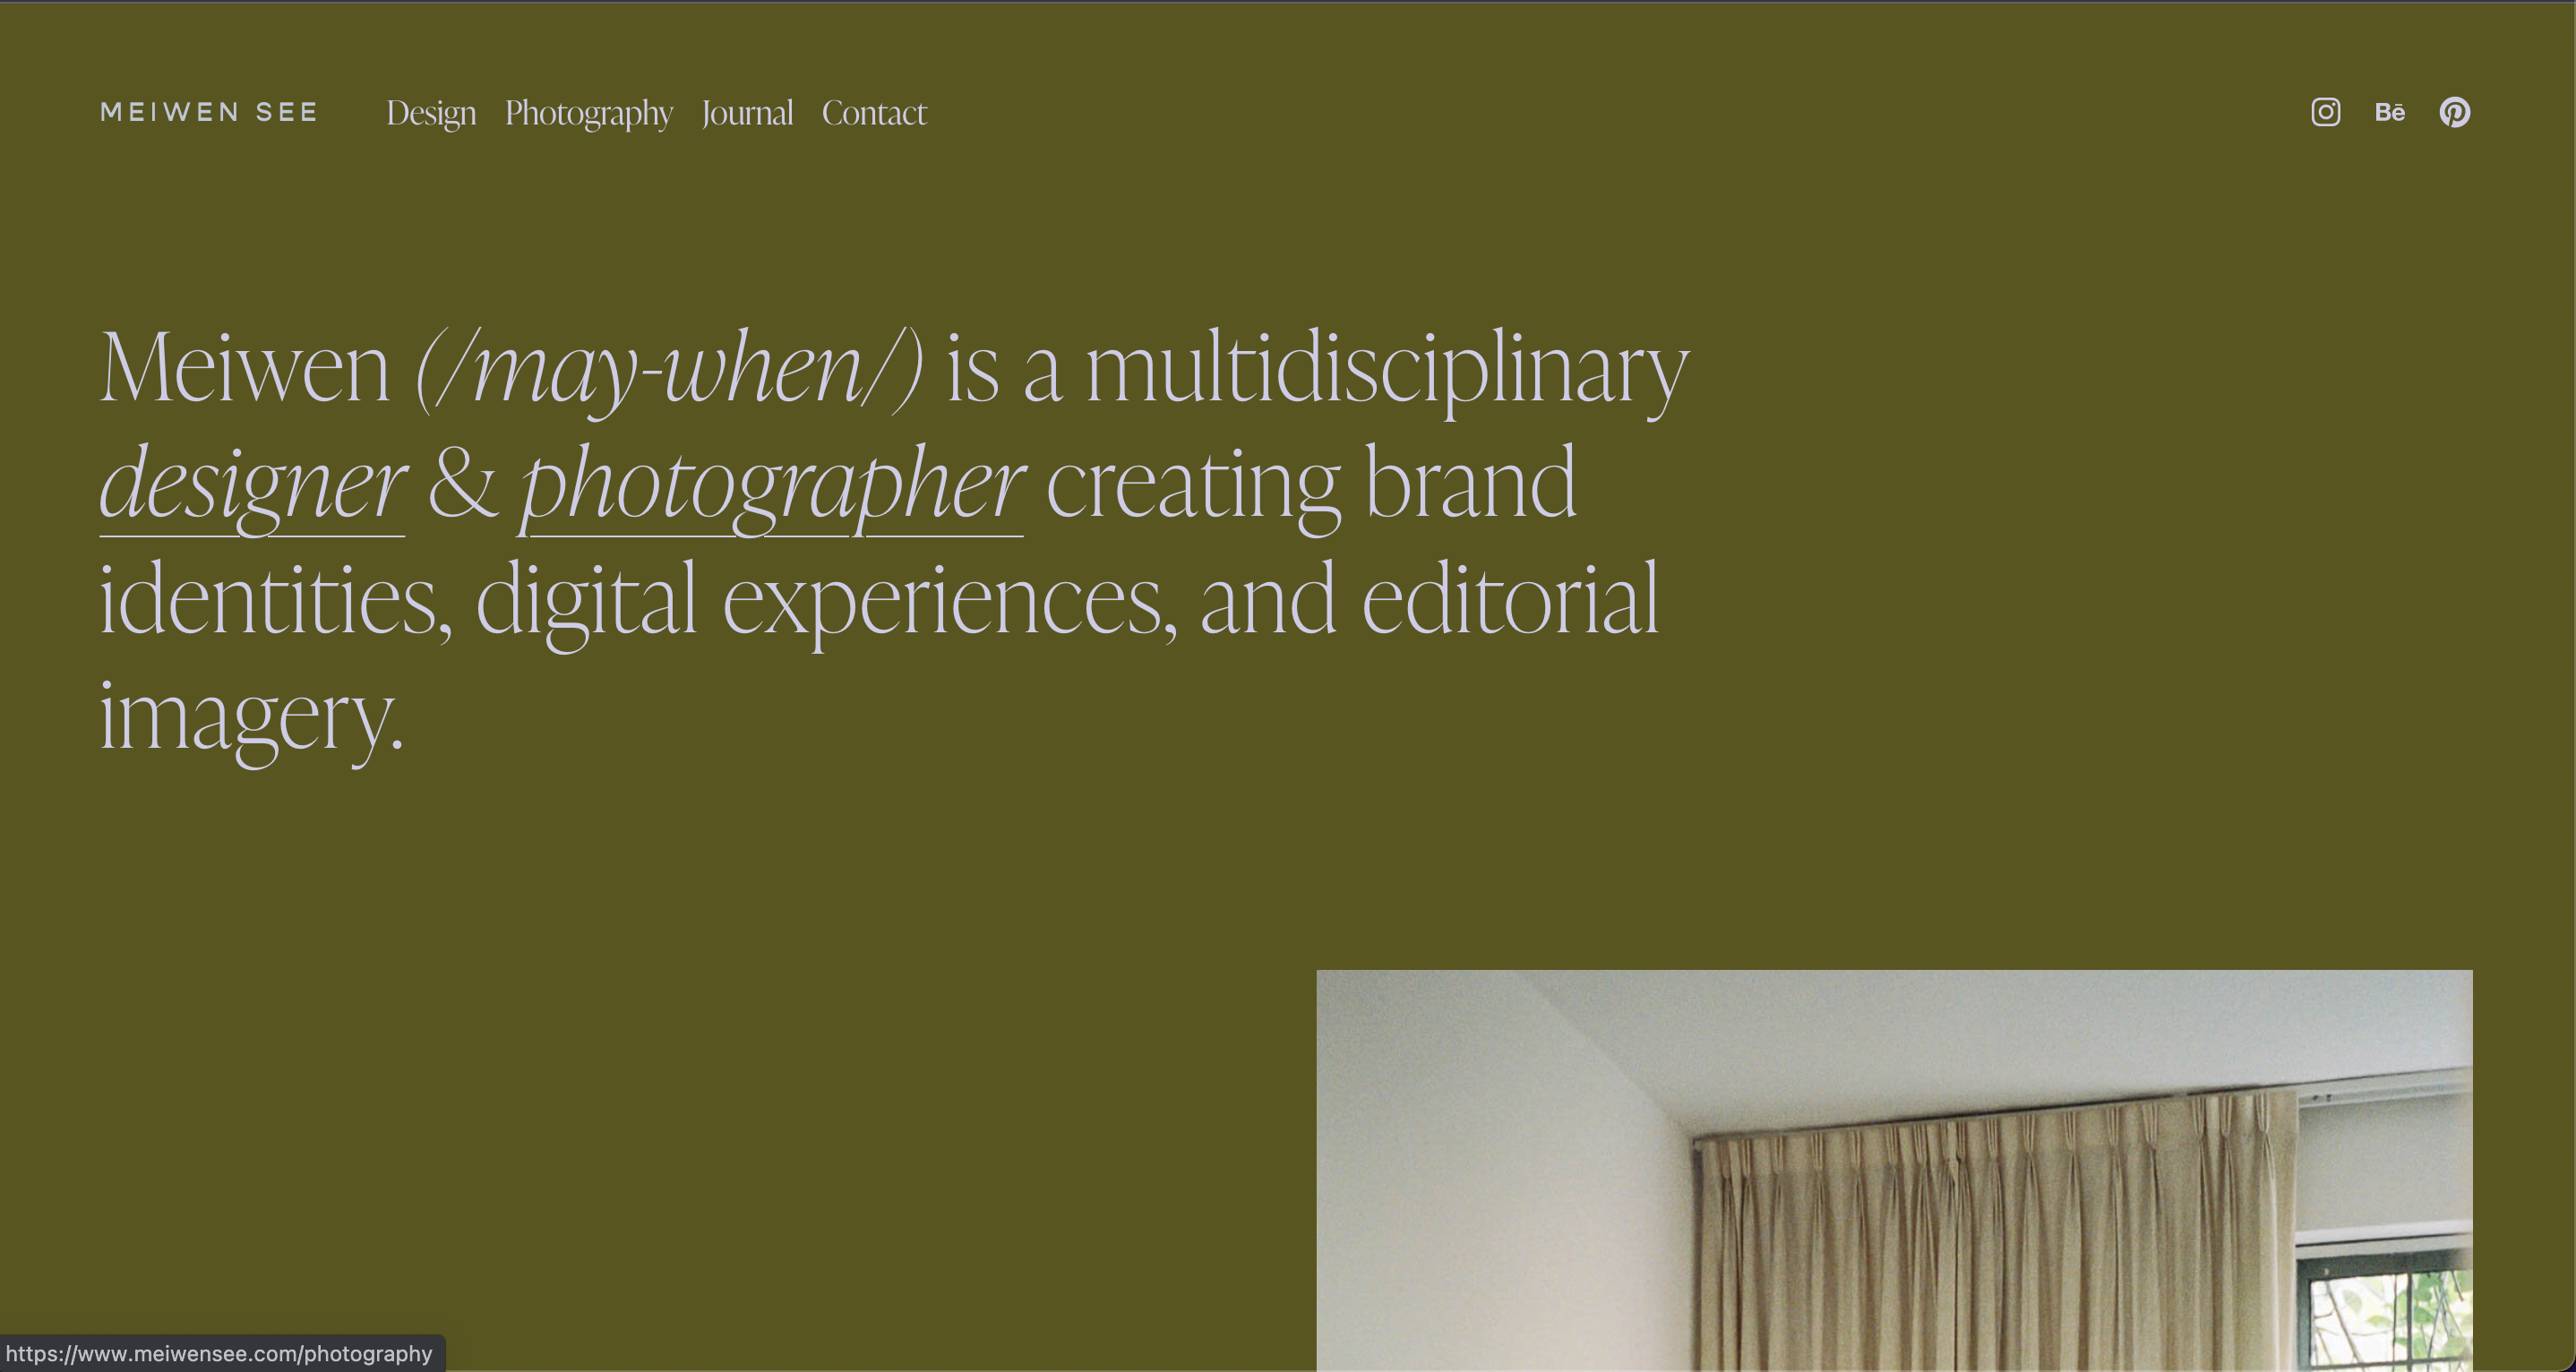 MEIWEN SEE Design Photography Journal Contact Bē
Meiwen (/may-when/) is a multidisciplinary
designer & photographer creating brand
identities, digital experiences, and editorial
imagery.
https://www.meiwensee.com/photography